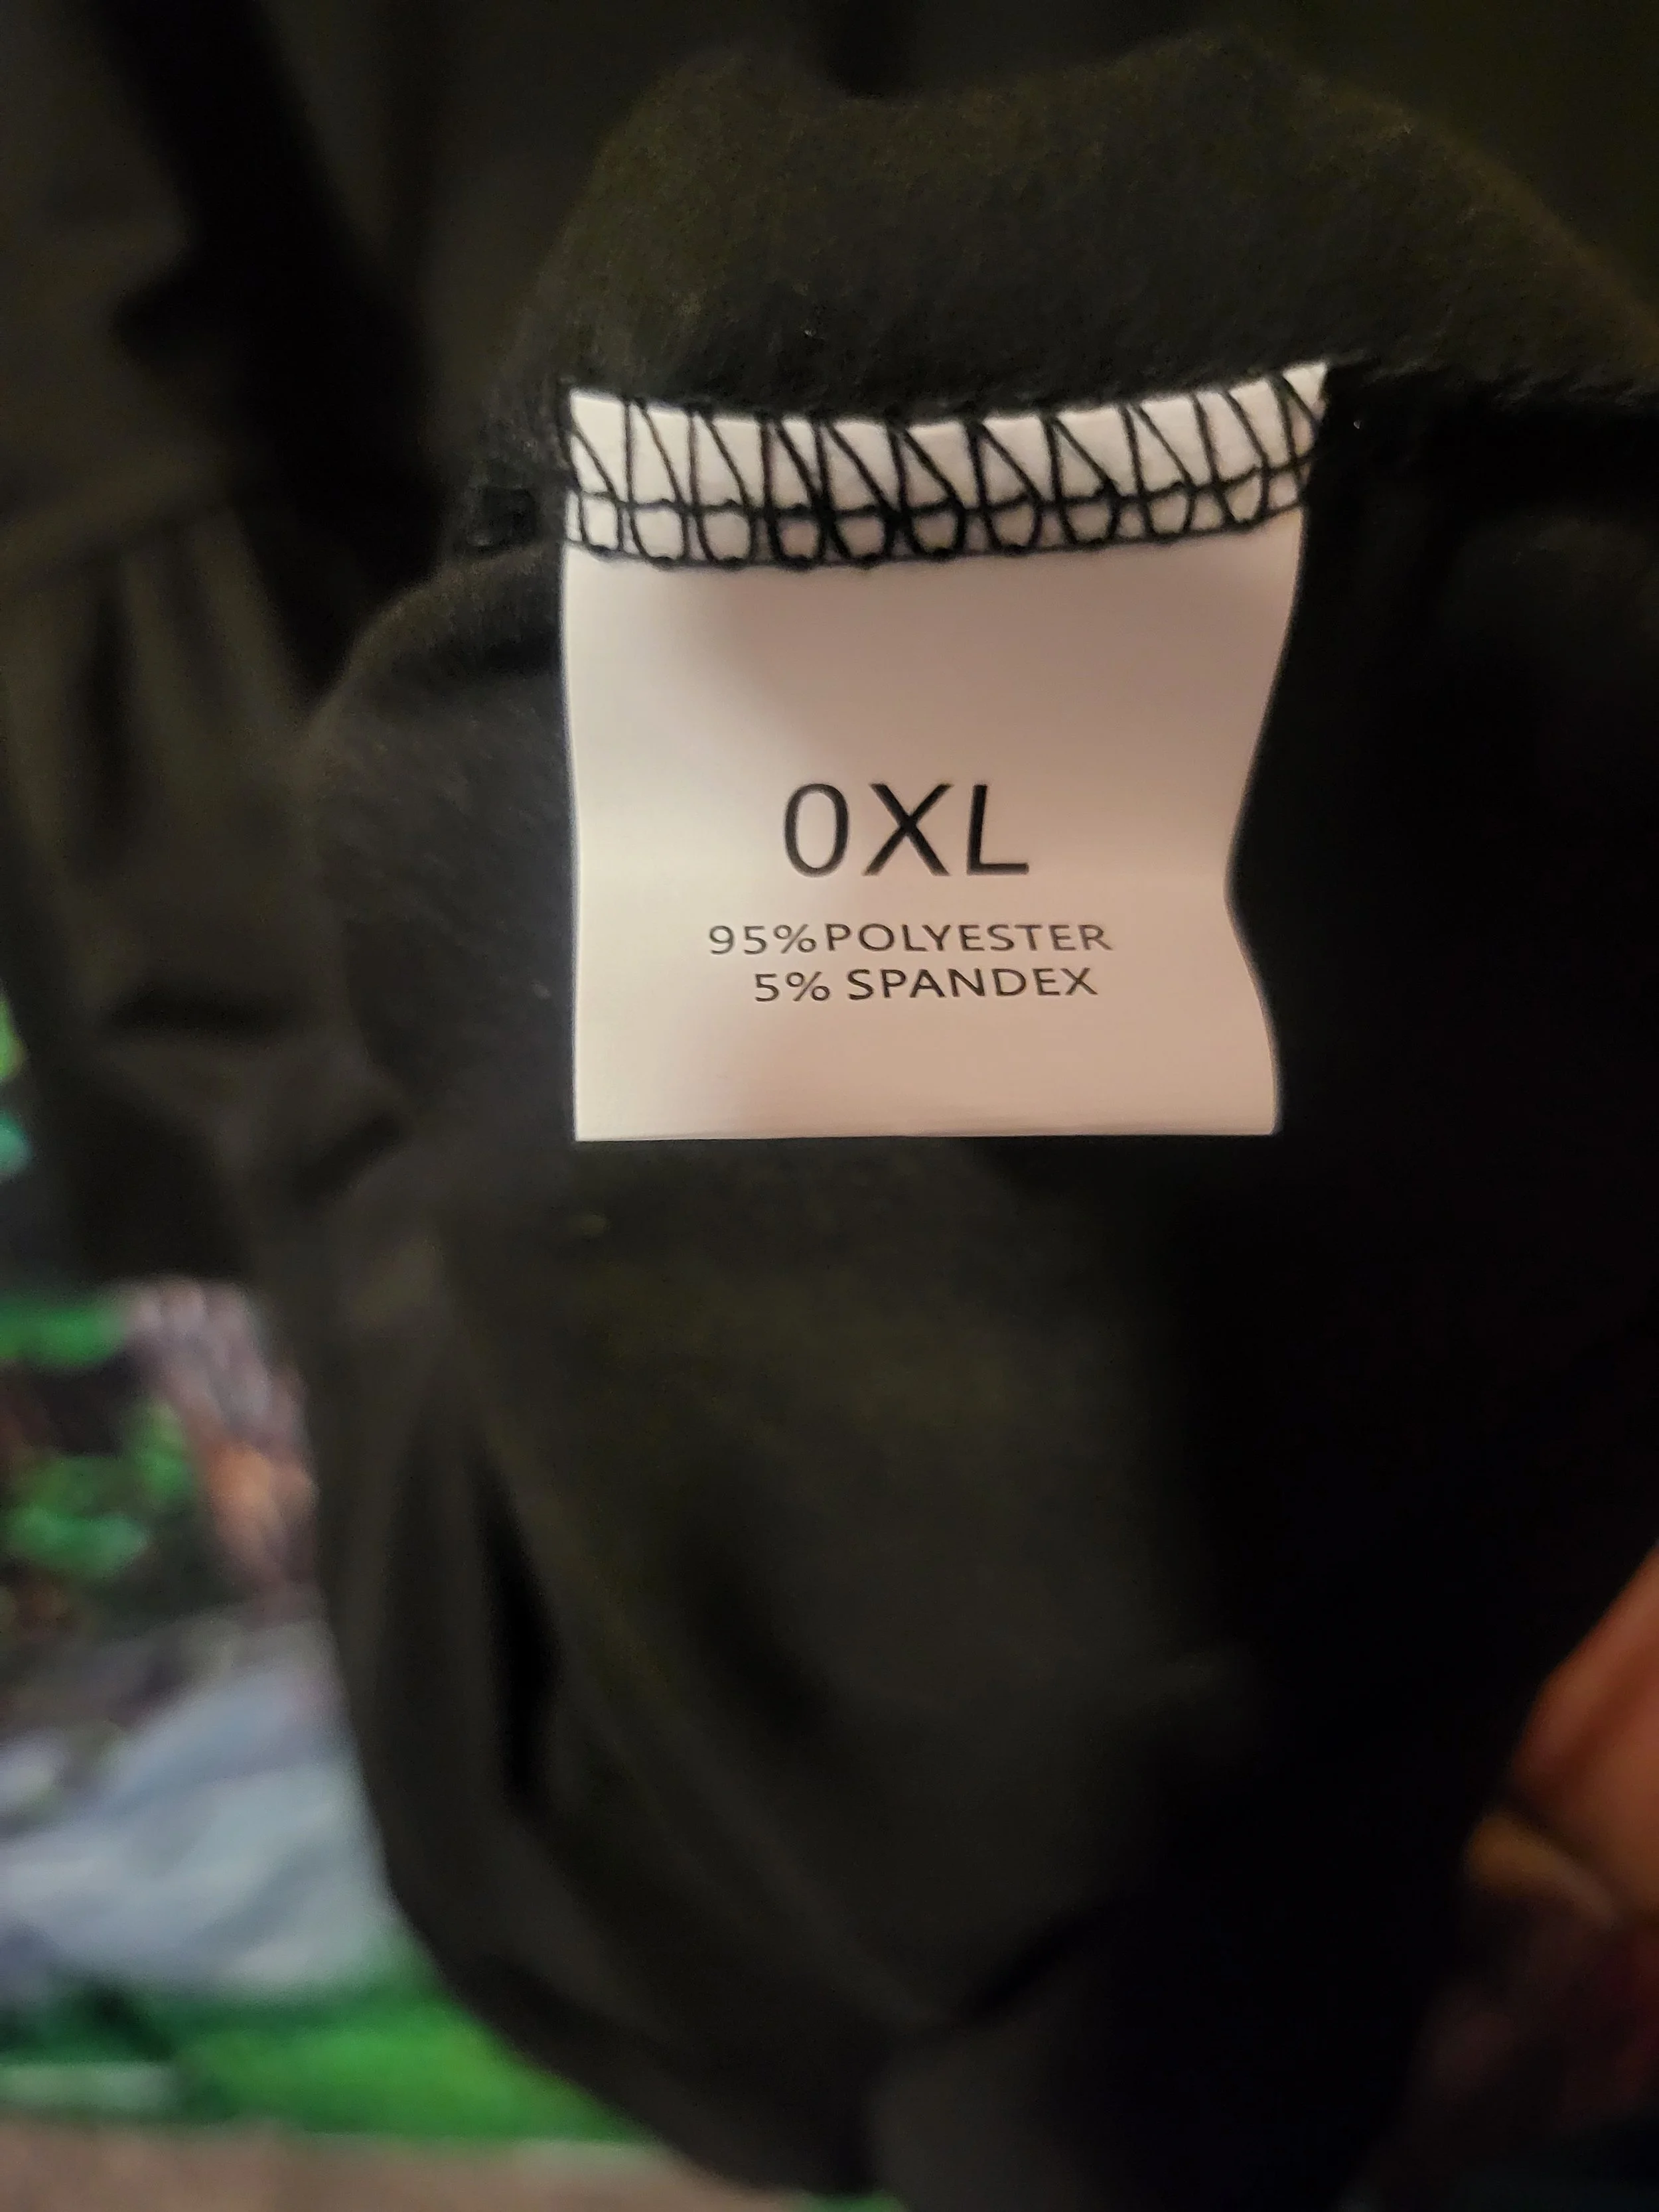 0XL
95%POLYESTER
5% SPANDEX